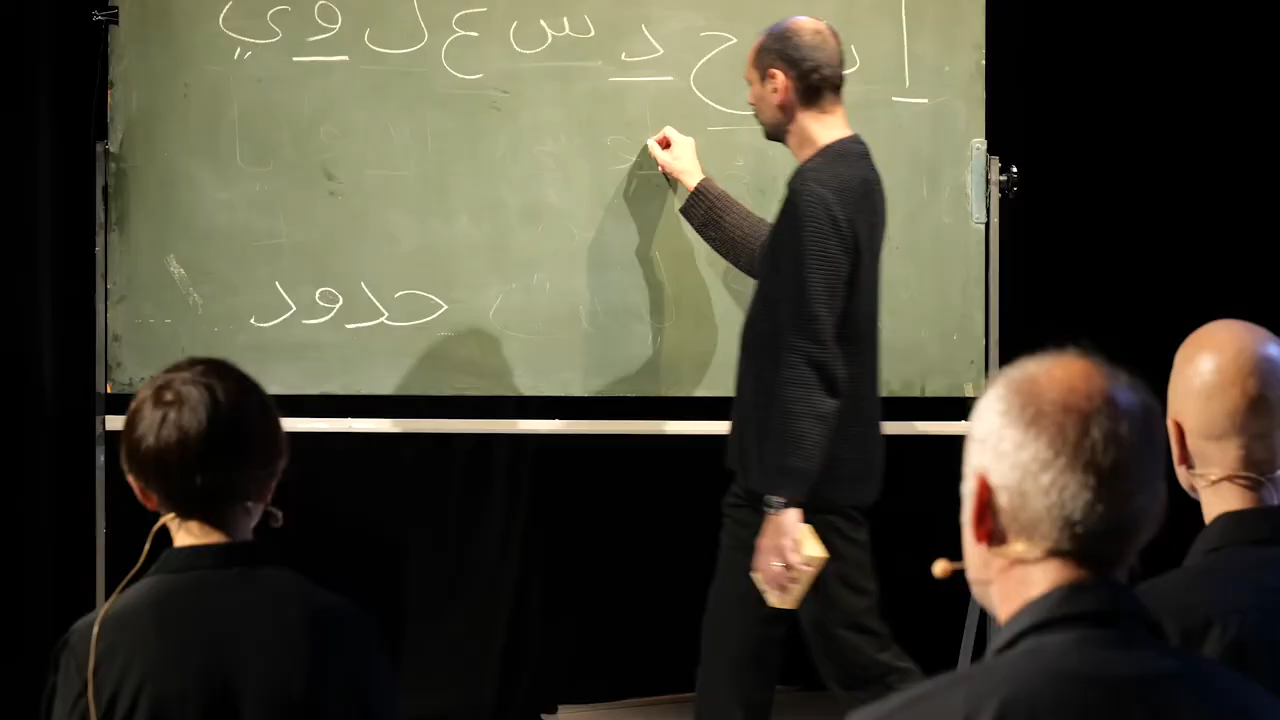 ا ح د س ع ل و ي
حدود